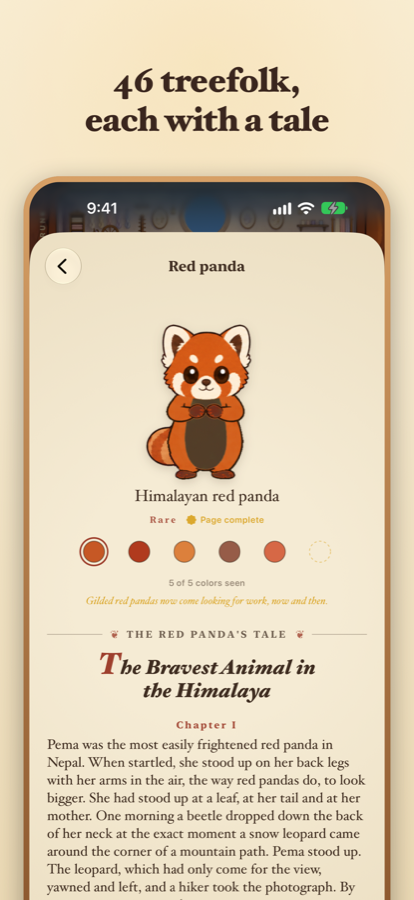 46 treefolk,
each with a tale
9:41
Red panda
Himalayan red panda
Rare Page complete
5 of 5 colors seen
Gilded red pandas now come looking for work, now and then.
THE RED PANDA'S TALE
The Bravest Animal in
the Himalaya
Chapter I
Pema was the most easily frightened red panda in
Nepal. When startled, she stood up on her back legs
with her arms in the air, the way red pandas do, to look
bigger. She had stood up at a leaf, at her tail and at her
mother. One morning a beetle dropped down the back
of her neck at the exact moment a snow leopard came
around the corner of a mountain path. Pema stood up.
The leopard, which had only come for the view,
yawned and left, and a hiker took the photograph. By